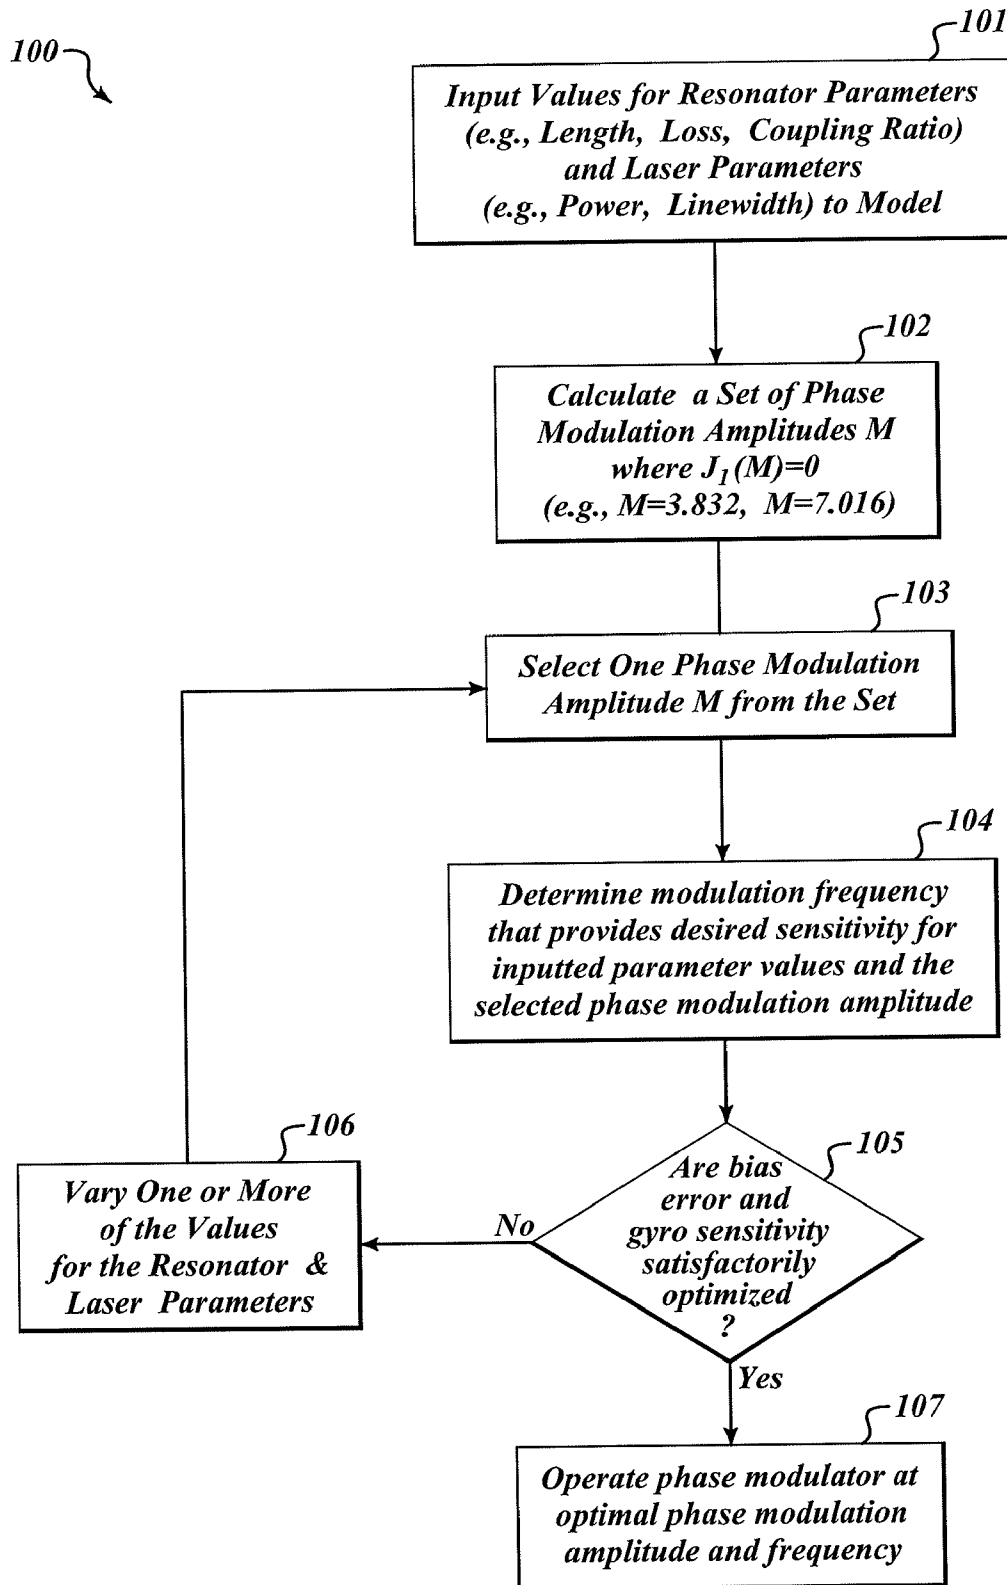 100
101
Input Values for Resonator Parameters
(e.g., Length, Loss, Coupling Ratio)
and Laser Parameters
(e.g., Power, Linewidth) to Model
102
Calculate a Set of Phase
Modulation Amplitudes M
where J₁(M)=0
(e.g., M=3.832, M=7.016)
103
Select One Phase Modulation
Amplitude M from the Set
104
Determine modulation frequency
that provides desired sensitivity for
inputted parameter values and the
selected phase modulation amplitude
105
Are bias
error and
gyro sensitivity
satisfactorily
optimized
?
No
106
Vary One or More
of the Values
for the Resonator &
Laser Parameters
Yes
107
Operate phase modulator at
optimal phase modulation
amplitude and frequency